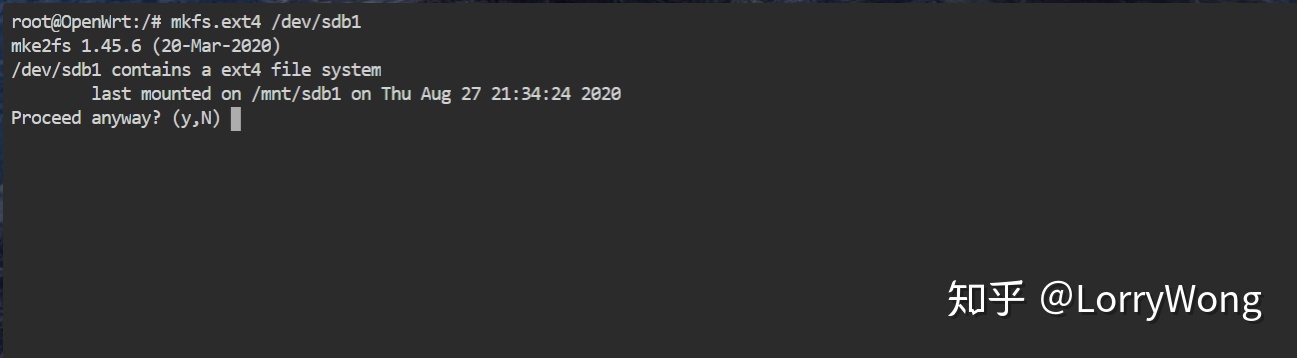 root@OpenWrt:/# mkfs.ext4 /dev/sdb1
mke2fs 1.45.6 (20-Mar-2020)
/dev/sdb1 contains a ext4 file system
        last mounted on /mnt/sdb1 on Thu Aug 27 21:34:24 2020
Proceed anyway? (y,N)
知乎 @LorryWong